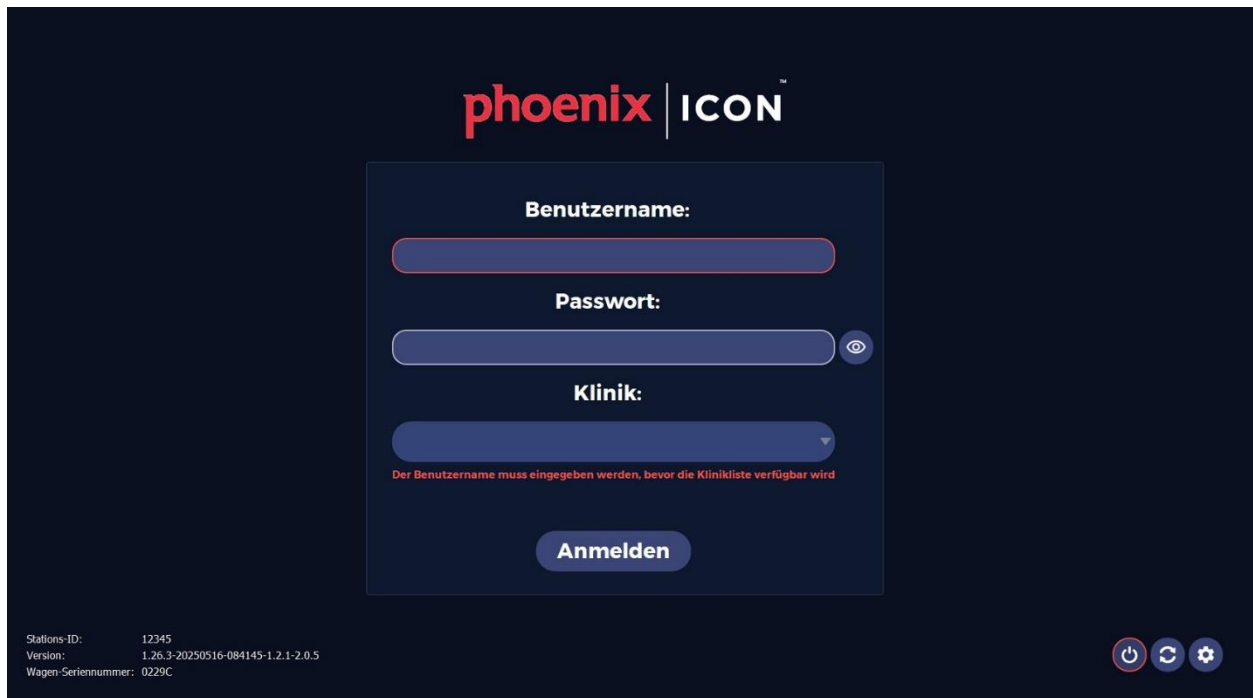 phoenix | ICON™
Benutzername:
Passwort:
Klinik:
Der Benutzername muss eingegeben werden, bevor die Klinikliste verfügbar wird
Anmelden
Stations-ID: 12345
Version: 1.26.3-20250516-084145-1.2.1-2.0.5
Wagen-Seriennummer: 0229C